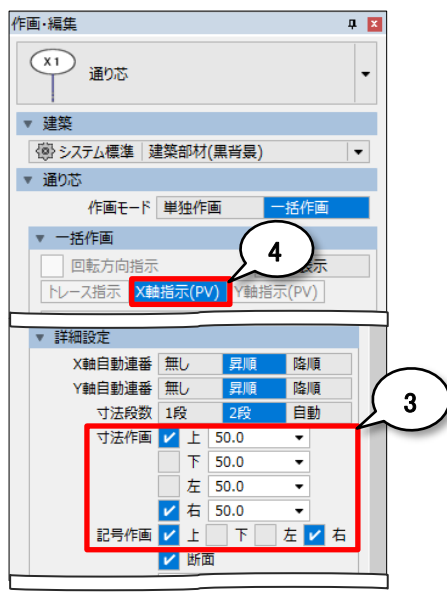 作画・編集
X1
通り芯
建築
システム標準 建築部材(黒背景)
通り芯
作画モード 単独作画 一括作画
一括作画
4
回転方向指示 表示
トレース指示 X軸指示(PV) Y軸指示(PV)
詳細設定
X軸自動連番 無し 昇順 降順
Y軸自動連番 無し 昇順 降順
寸法段数 1段 2段 自動
3
寸法作画 上 50.0
下 50.0
左 50.0
右 50.0
記号作画 上 下 左 右
断面